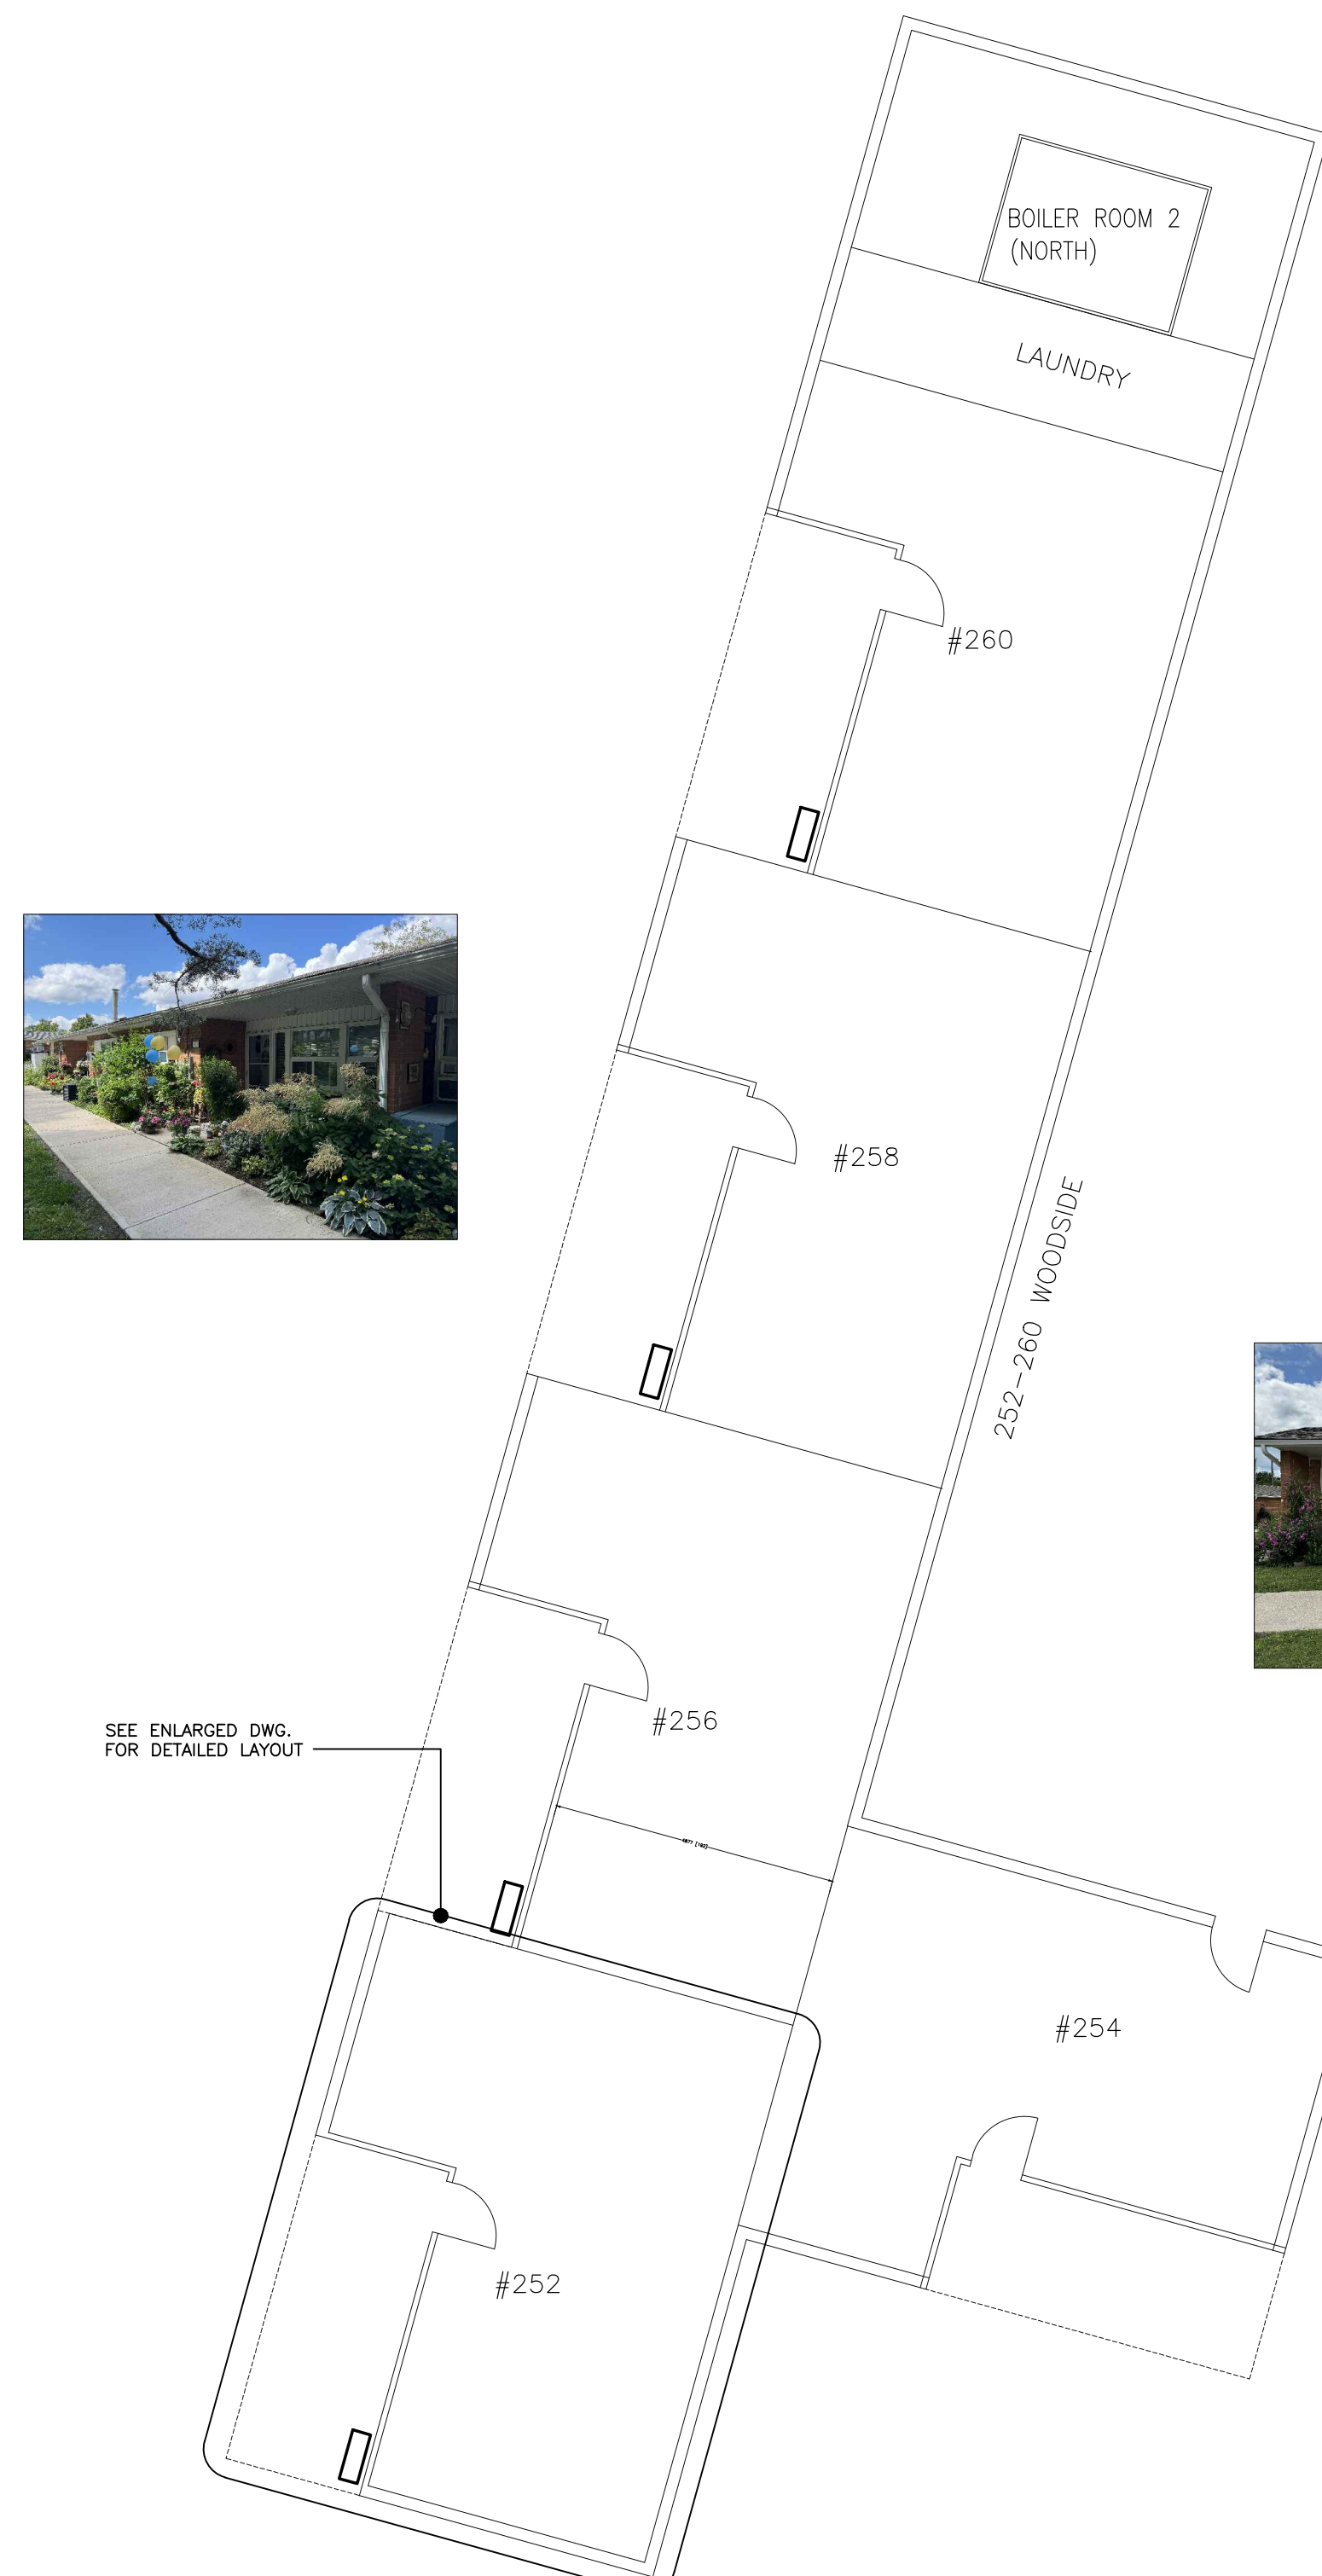 BOILER ROOM 2
(NORTH)
LAUNDRY
#260
#258
252-260 WOODSIDE
#256
SEE ENLARGED DWG.
FOR DETAILED LAYOUT
#254
#252